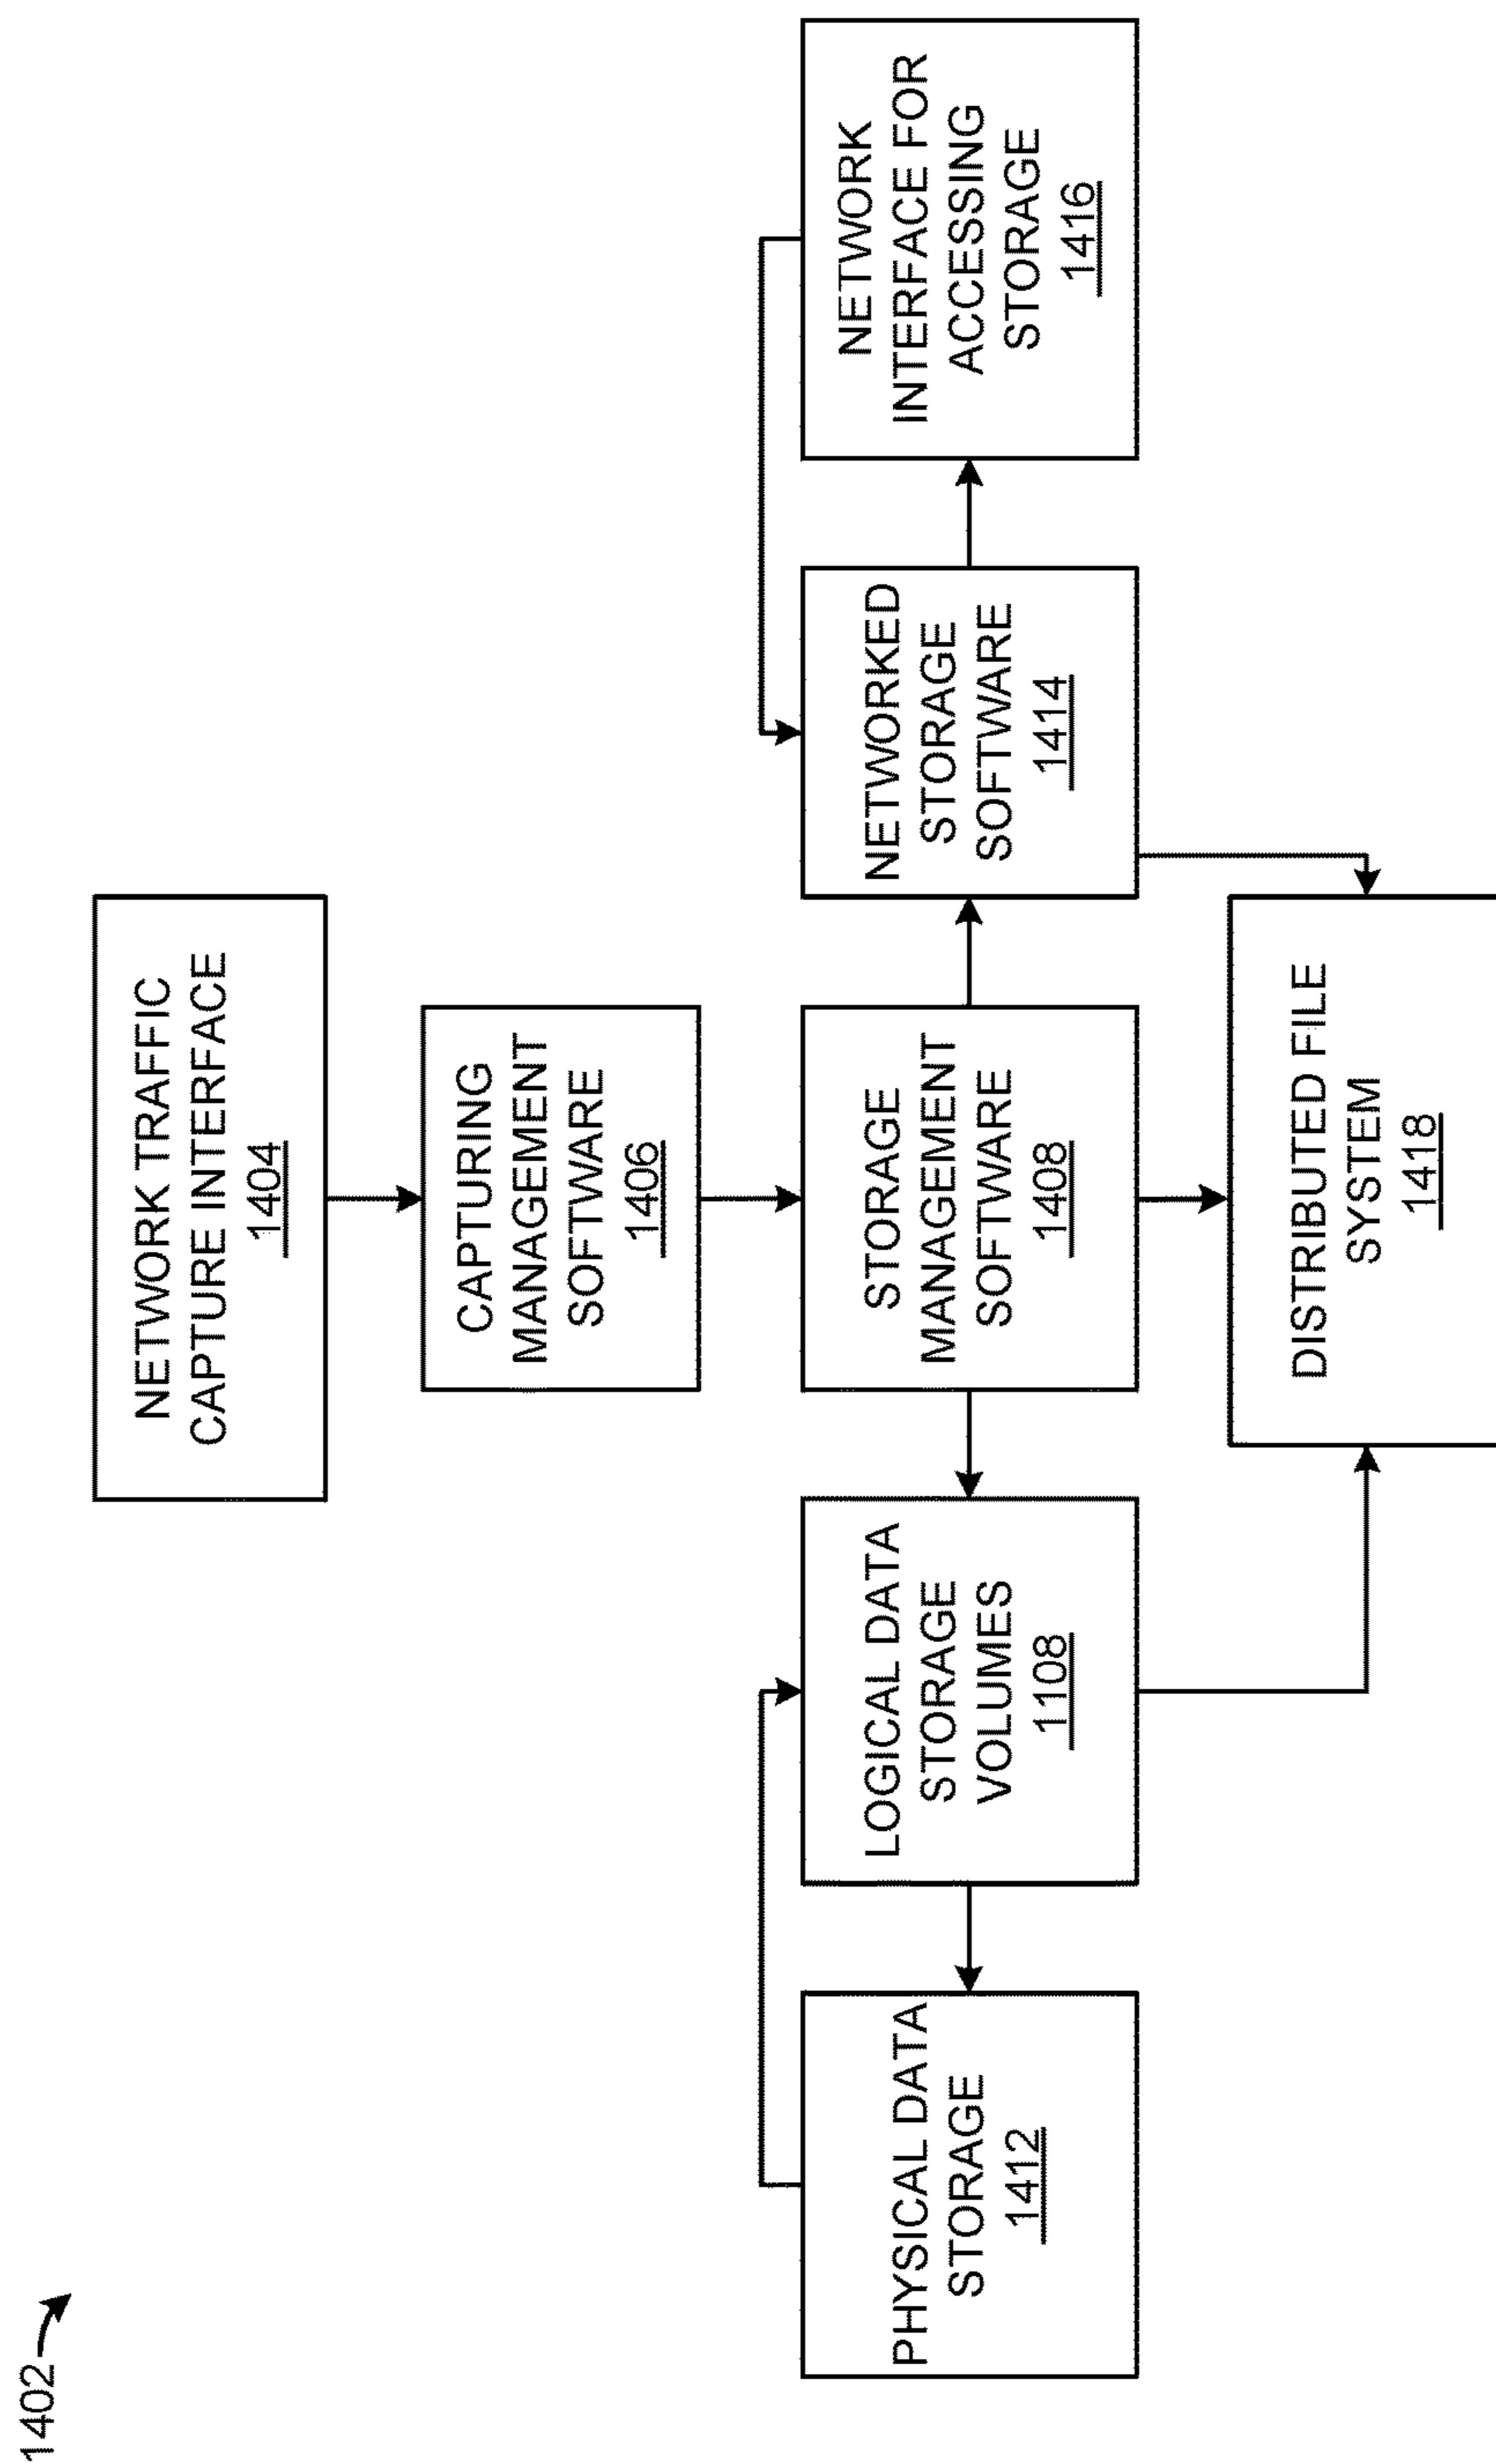 1402
NETWORK TRAFFIC
CAPTURE INTERFACE
1404
CAPTURING
MANAGEMENT
SOFTWARE
1406
PHYSICAL DATA
STORAGE
1412
LOGICAL DATA
STORAGE
VOLUMES
1108
STORAGE
MANAGEMENT
SOFTWARE
1408
NETWORKED
STORAGE
SOFTWARE
1414
NETWORK
INTERFACE FOR
ACCESSING
STORAGE
1416
DISTRIBUTED FILE
SYSTEM
1418